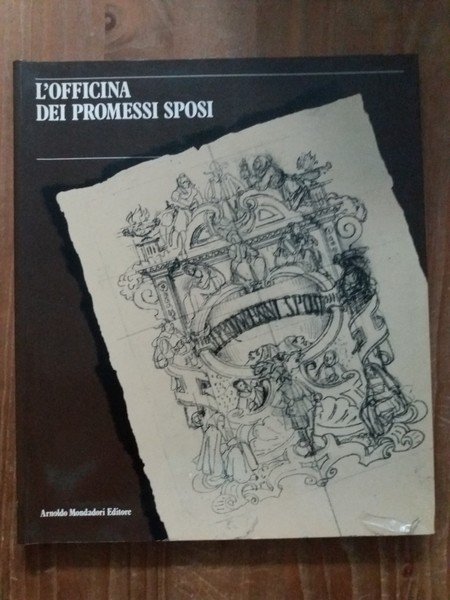 L'OFFICINA
DEI PROMESSI SPOSI
I PROMESSI SPOSI
Arnoldo Mondadori Editore